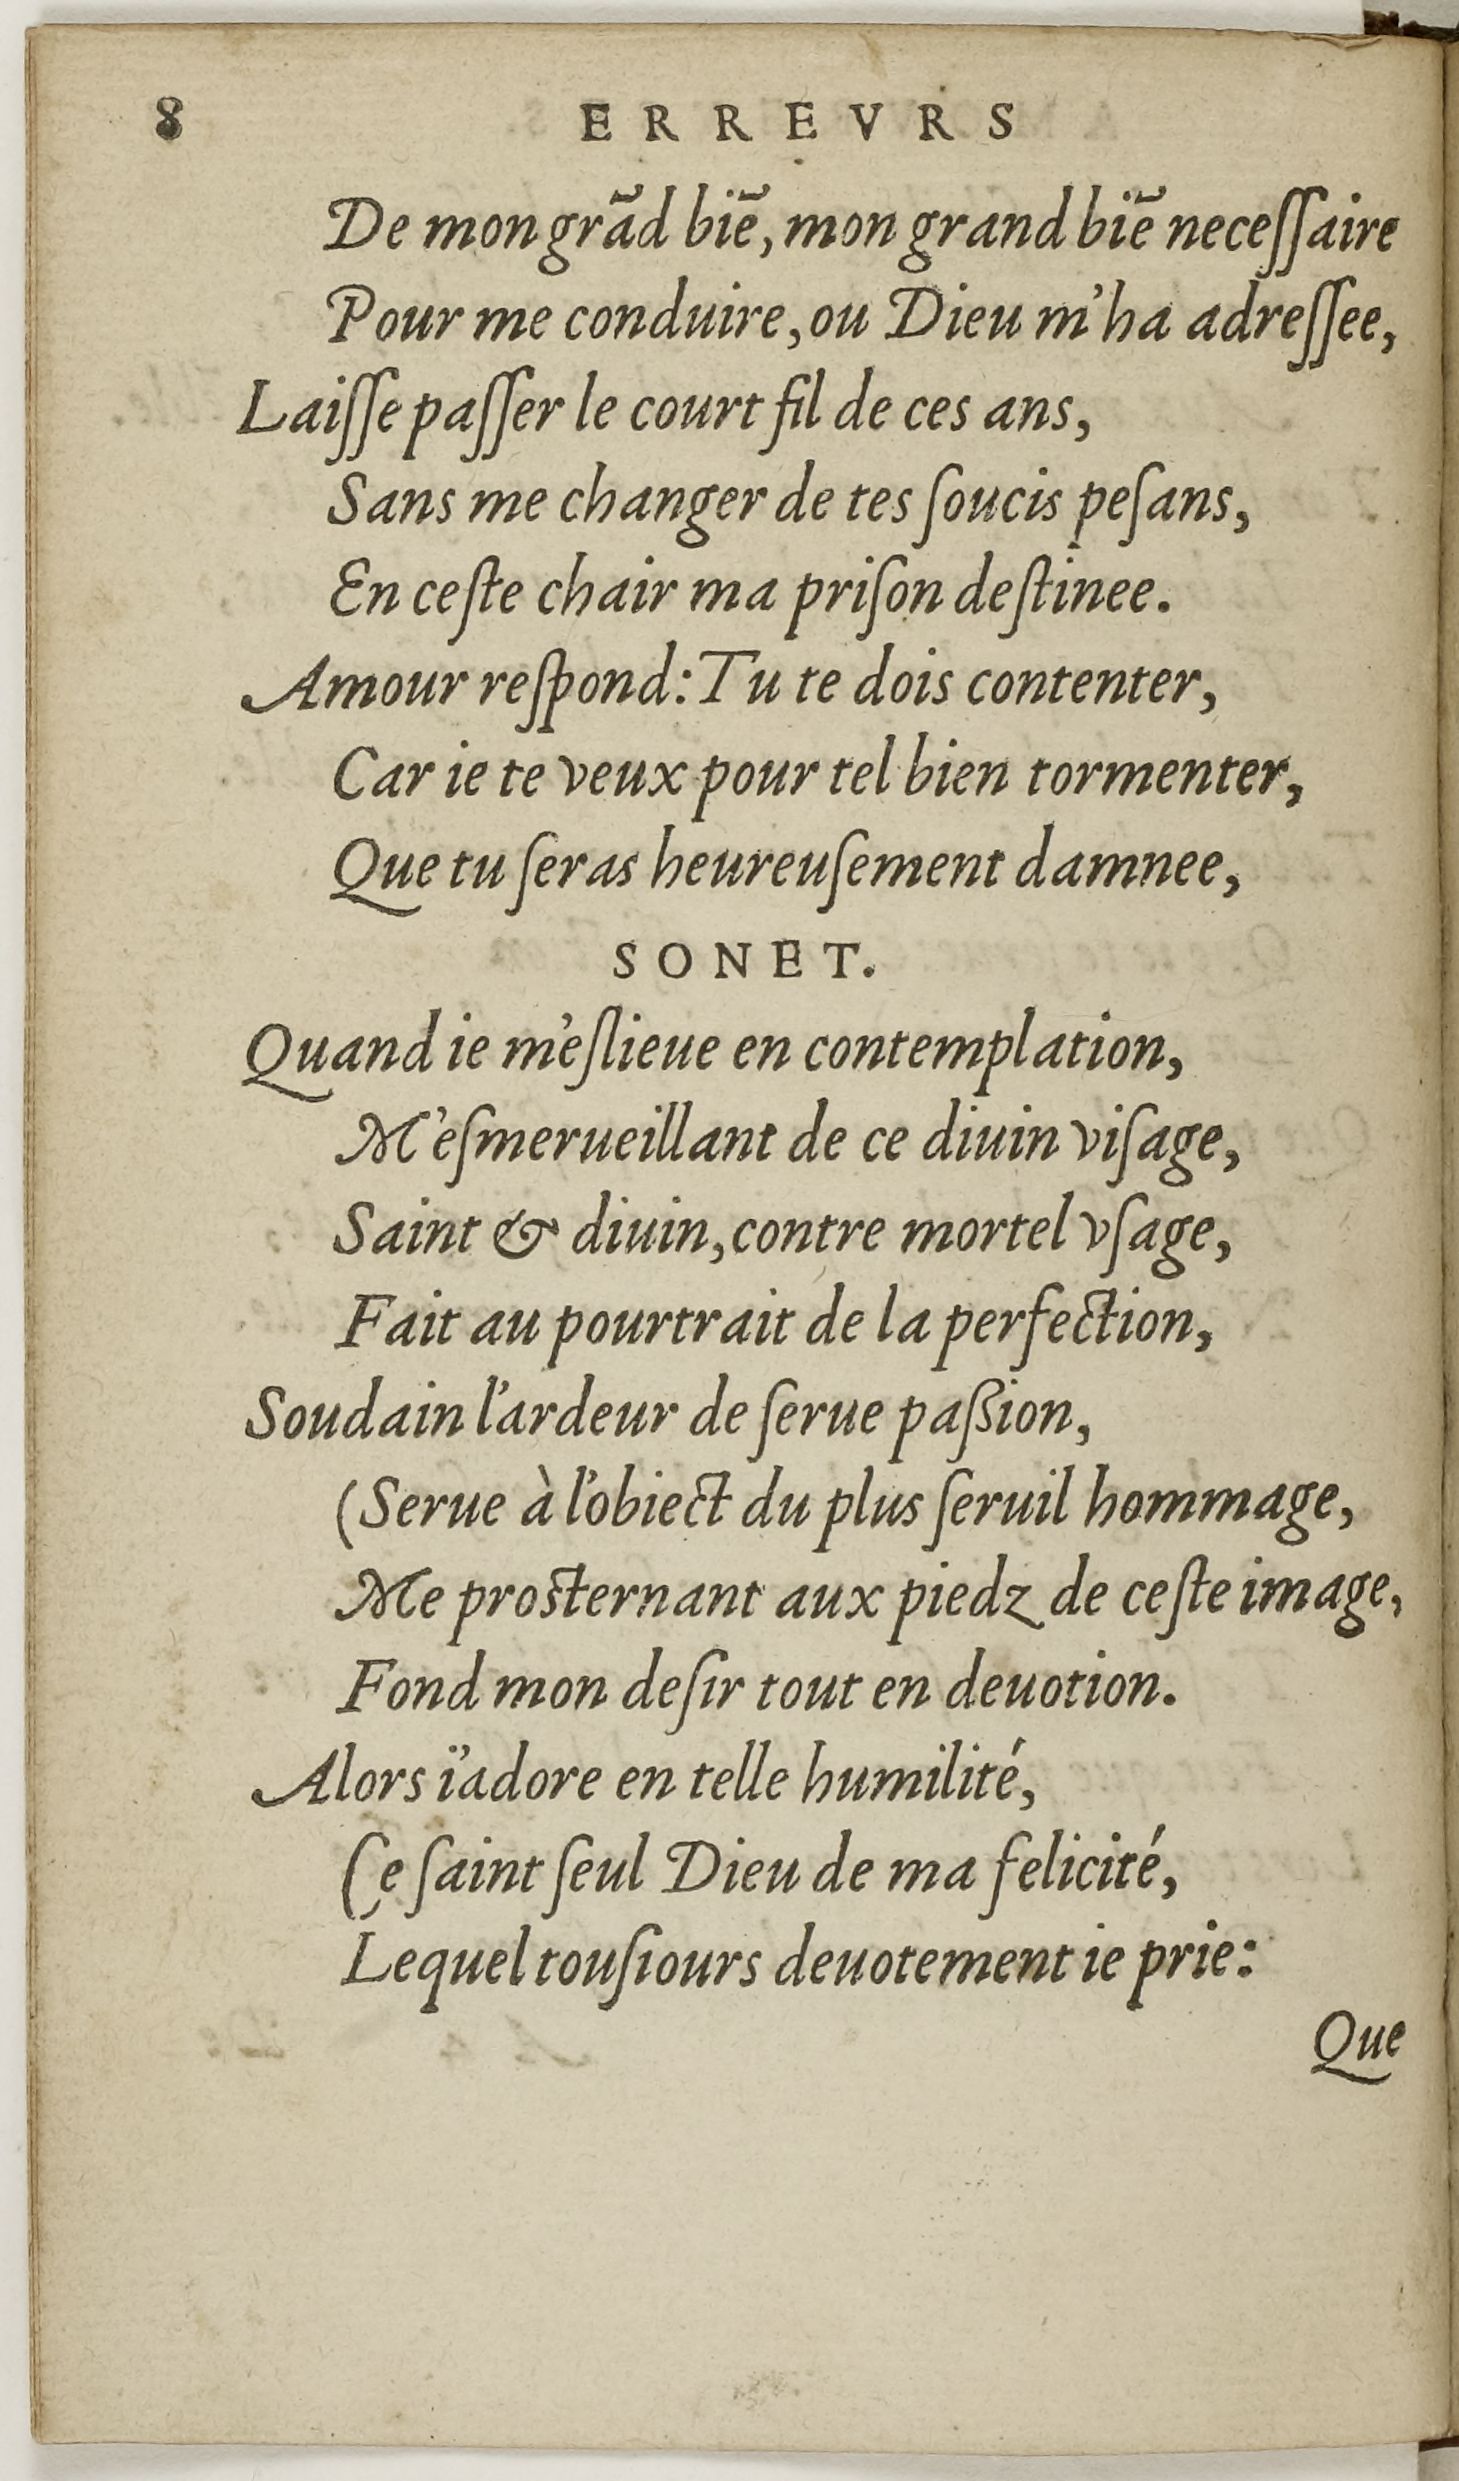 8 ERREVRS
De mon grãd biẽ, mon grand biẽ neceſſaire
Pour me conduire, ou Dieu m'ha adreſſee,
Laiſſe paſſer le court fil de ces ans,
Sans me changer de tes ſoucis peſans,
En ceſte chair ma priſon deſtinee.
Amour reſpond: Tu te dois contenter,
Car ie te veux pour tel bien tormenter,
Que tu ſeras heureuſement damnee,
SONET.
Quand ie m'eſlieue en contemplation,
M'eſmerueillant de ce diuin viſage,
Saint & diuin, contre mortel vſage,
Fait au pourtrait de la perfection,
Soudain l'ardeur de ſerue paſsion,
(Serue à l'obiect du plus ſeruil hommage,
Me prosternant aux piedz de ceſte image,
Fond mon deſir tout en deuotion.
Alors i'adore en telle humilité,
Ce ſaint ſeul Dieu de ma felicité,
Lequel touſiours deuotement ie prie:
Que